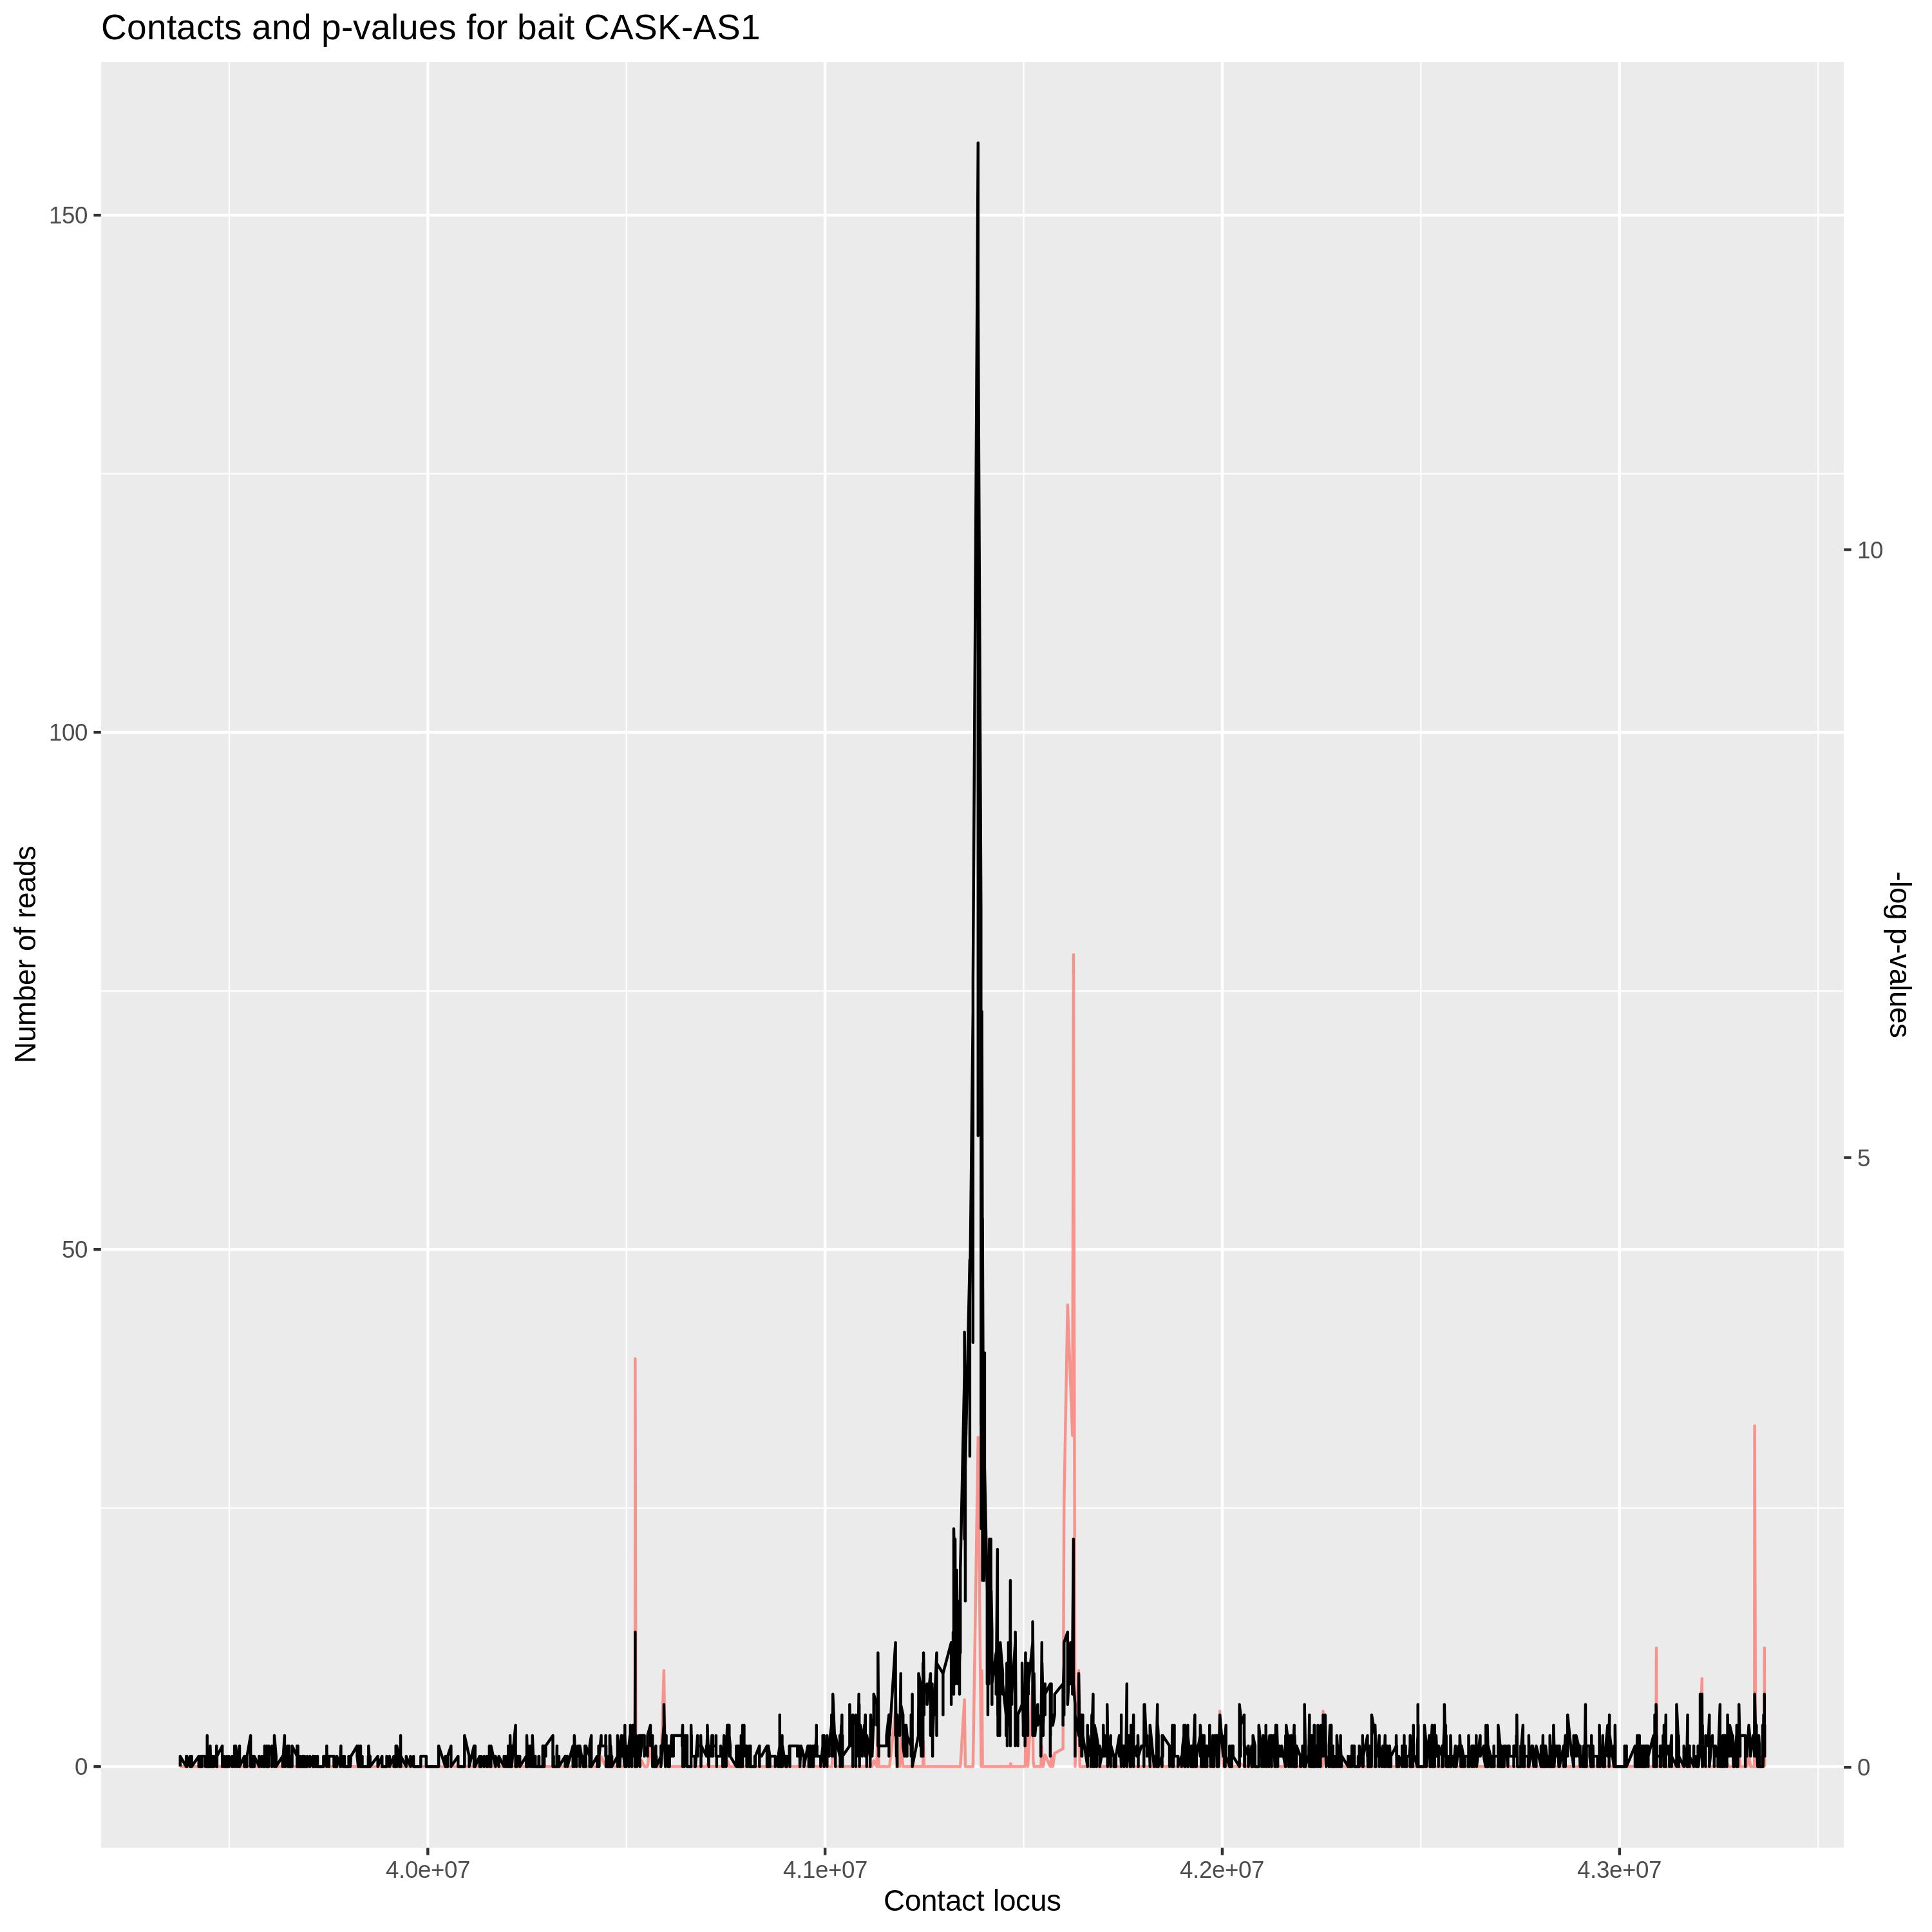 Contacts and p-values for bait CASK-AS1
150
100
50
0
Number of reads
10
5
0
-log p-values
4.0e+07
4.1e+07
4.2e+07
4.3e+07
Contact locus